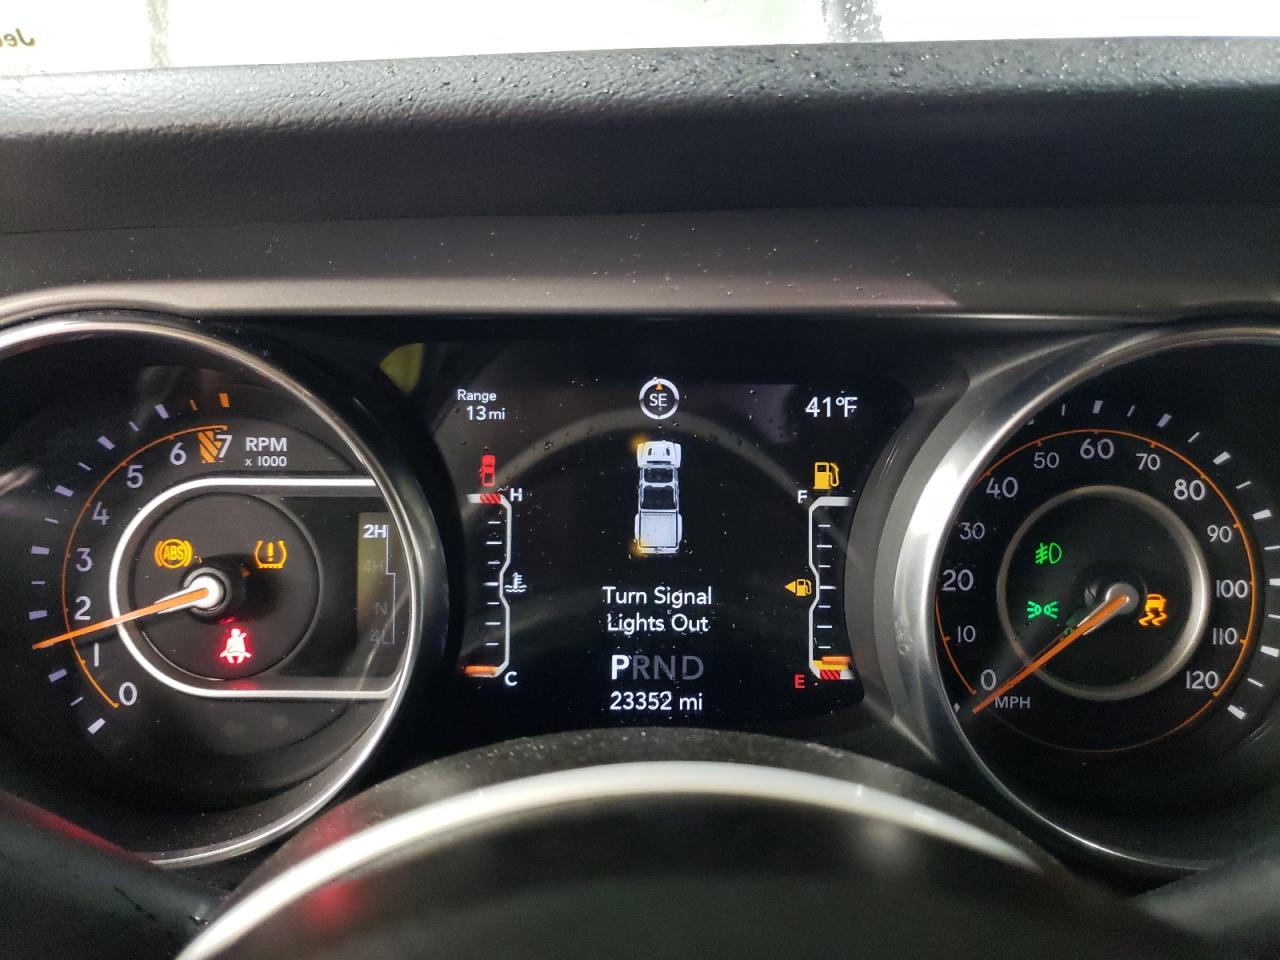 Jee
Range
13 mi
SE
41°F
7
6
5
4
3
2
1
0
RPM
x 1000
ABS
!
2H
4H
N
4L
H
C
F
E
Turn Signal
Lights Out
PRND
23352 mi
0
10
20
30
40
50
60
70
80
90
100
110
120
MPH